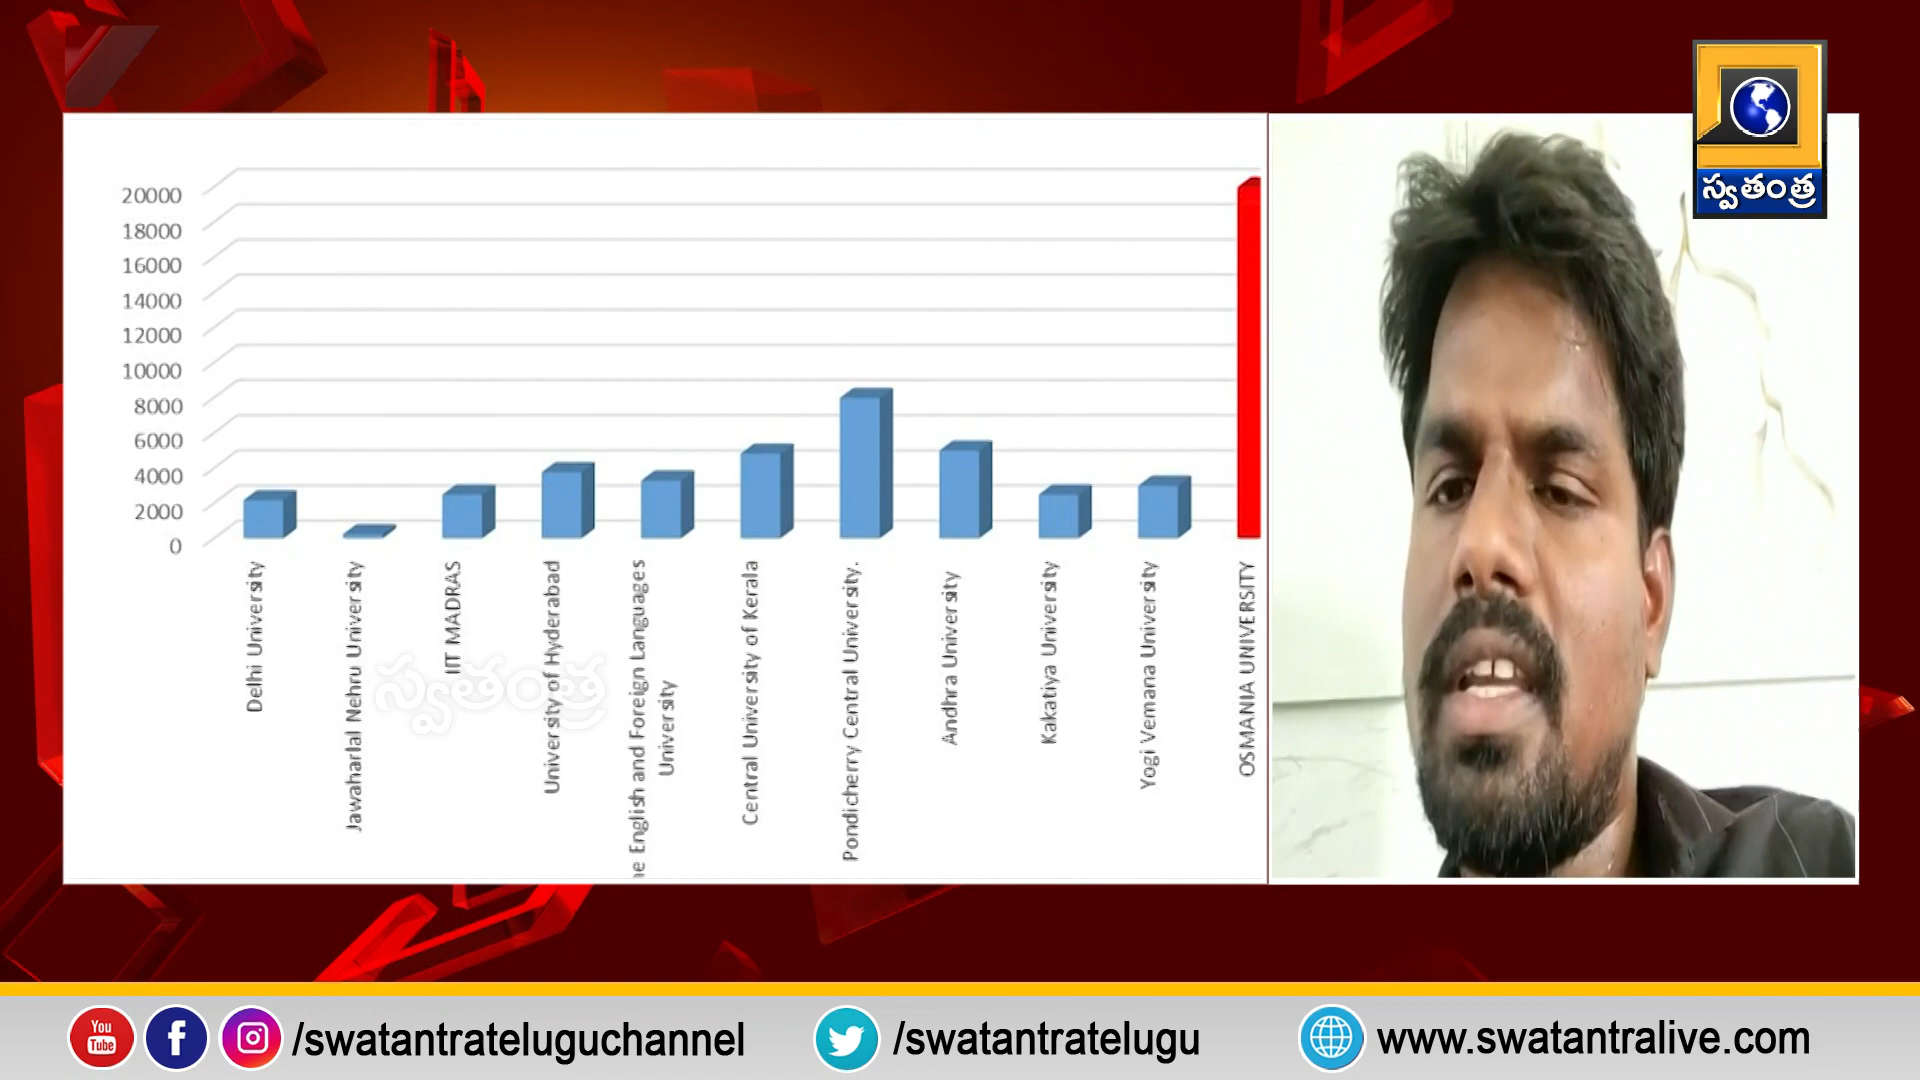 స్వతంత్ర
20000
18000
16000
14000
12000
10000
8000
6000
4000
2000
0
Delhi University
Jawaharlal Nehru University
IIT MADRAS
University of Hyderabad
he English and Foreign Languages
University
Central University of Kerala
Pondicherry Central University.
Andhra University
Kakatiya University
Yogi Vemana University
OSMANIA UNIVERSITY
స్వతంత్ర
You
Tube
/swatantrateluguchannel
/swatantratelugu
www.swatantralive.com